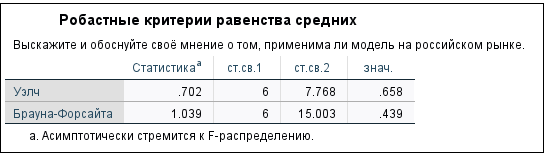 Робастные критерии равенства средних
Выскажите и обоснуйте своё мнение о том, применима ли модель на российском рынке.
Статистикаᵃ ст.св.1 ст.св.2 знач.
Уэлч .702 6 7.768 .658
Брауна-Форсайта 1.039 6 15.003 .439
a. Асимптотически стремится к F-распределению.